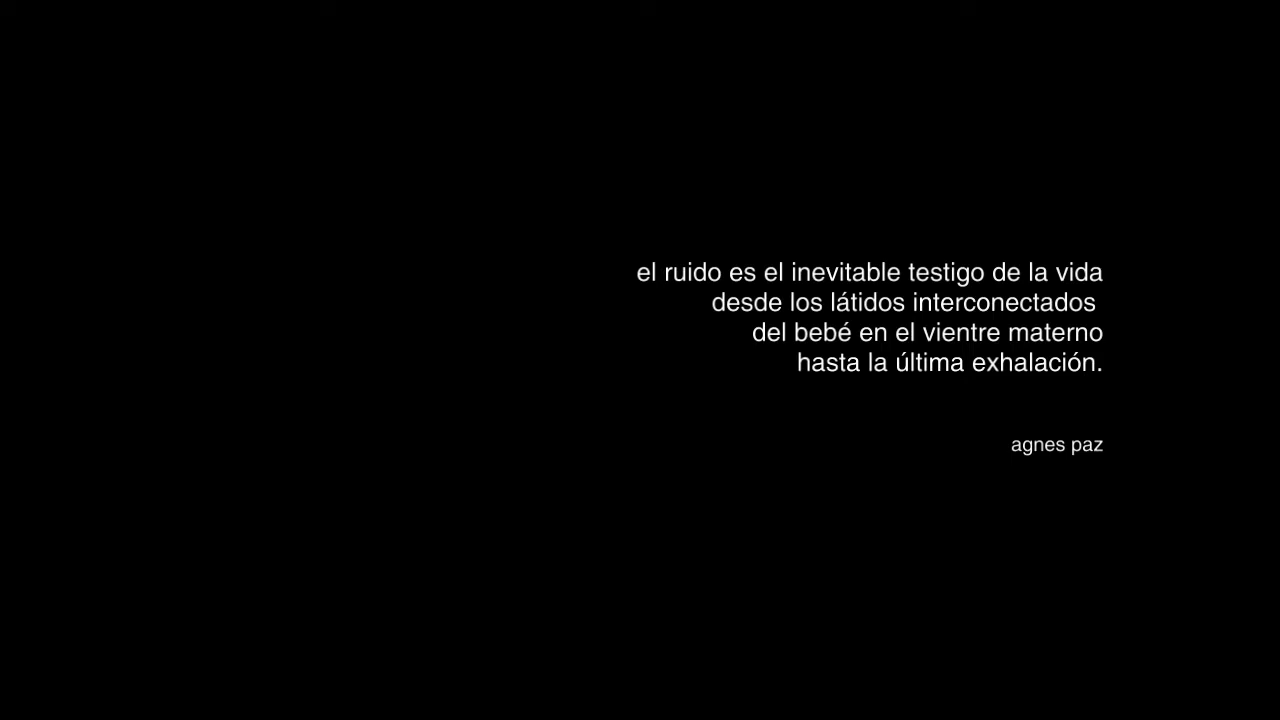 el ruido es el inevitable testigo de la vida
desde los látidos interconectados
del bebé en el vientre materno
hasta la última exhalación.
agnes paz